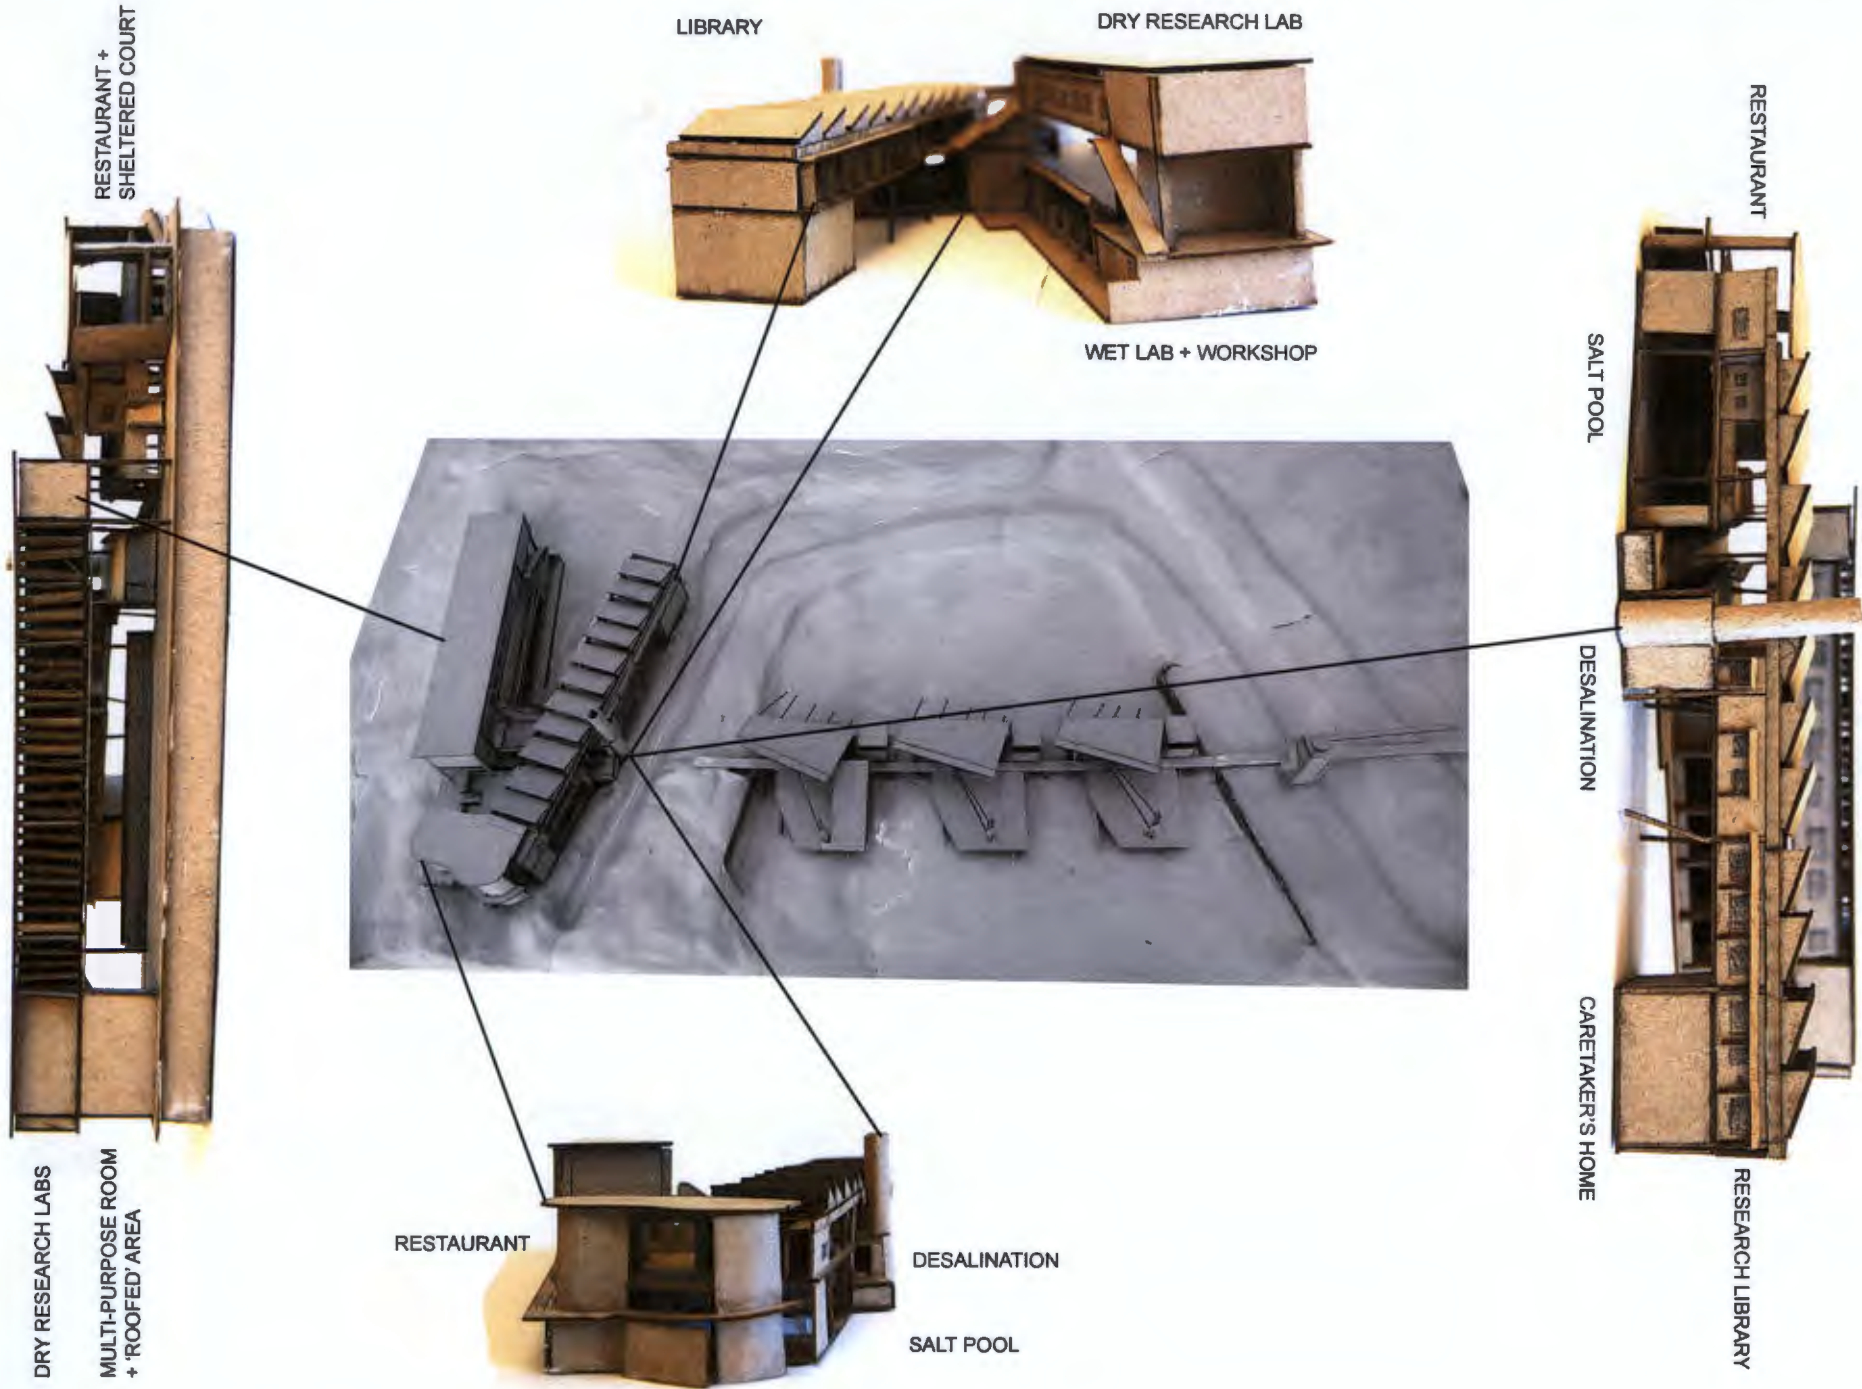 LIBRARY
DRY RESEARCH LAB
WET LAB + WORKSHOP
RESTAURANT +
SHELTERED COURT
DRY RESEARCH LABS
MULTI-PURPOSE ROOM
+ 'ROOFED' AREA
RESTAURANT
SALT POOL
DESALINATION
CARETAKER'S HOME
RESEARCH LIBRARY
RESTAURANT
DESALINATION
SALT POOL